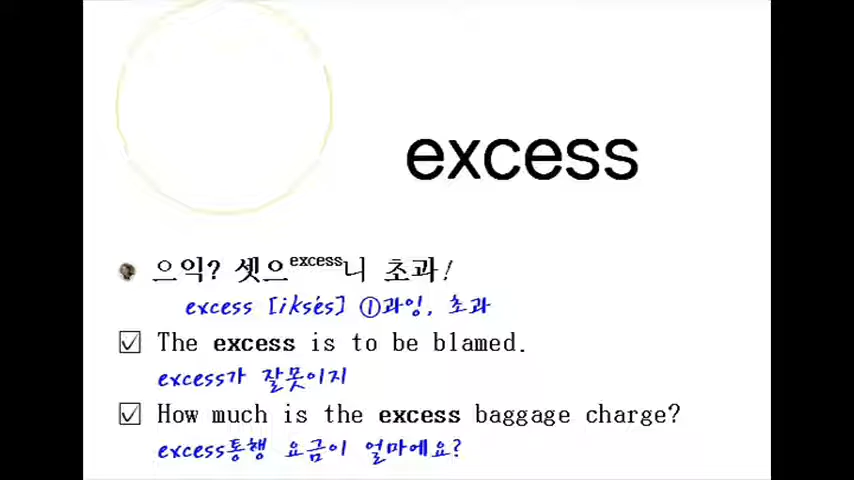 excess
으익? 셋으excess니 초과!
excess [iksés] ①과잉, 초과
☑ The excess is to be blamed.
excess가 잘못이지
☑ How much is the excess baggage charge?
excess통행 요금이 얼마에요?